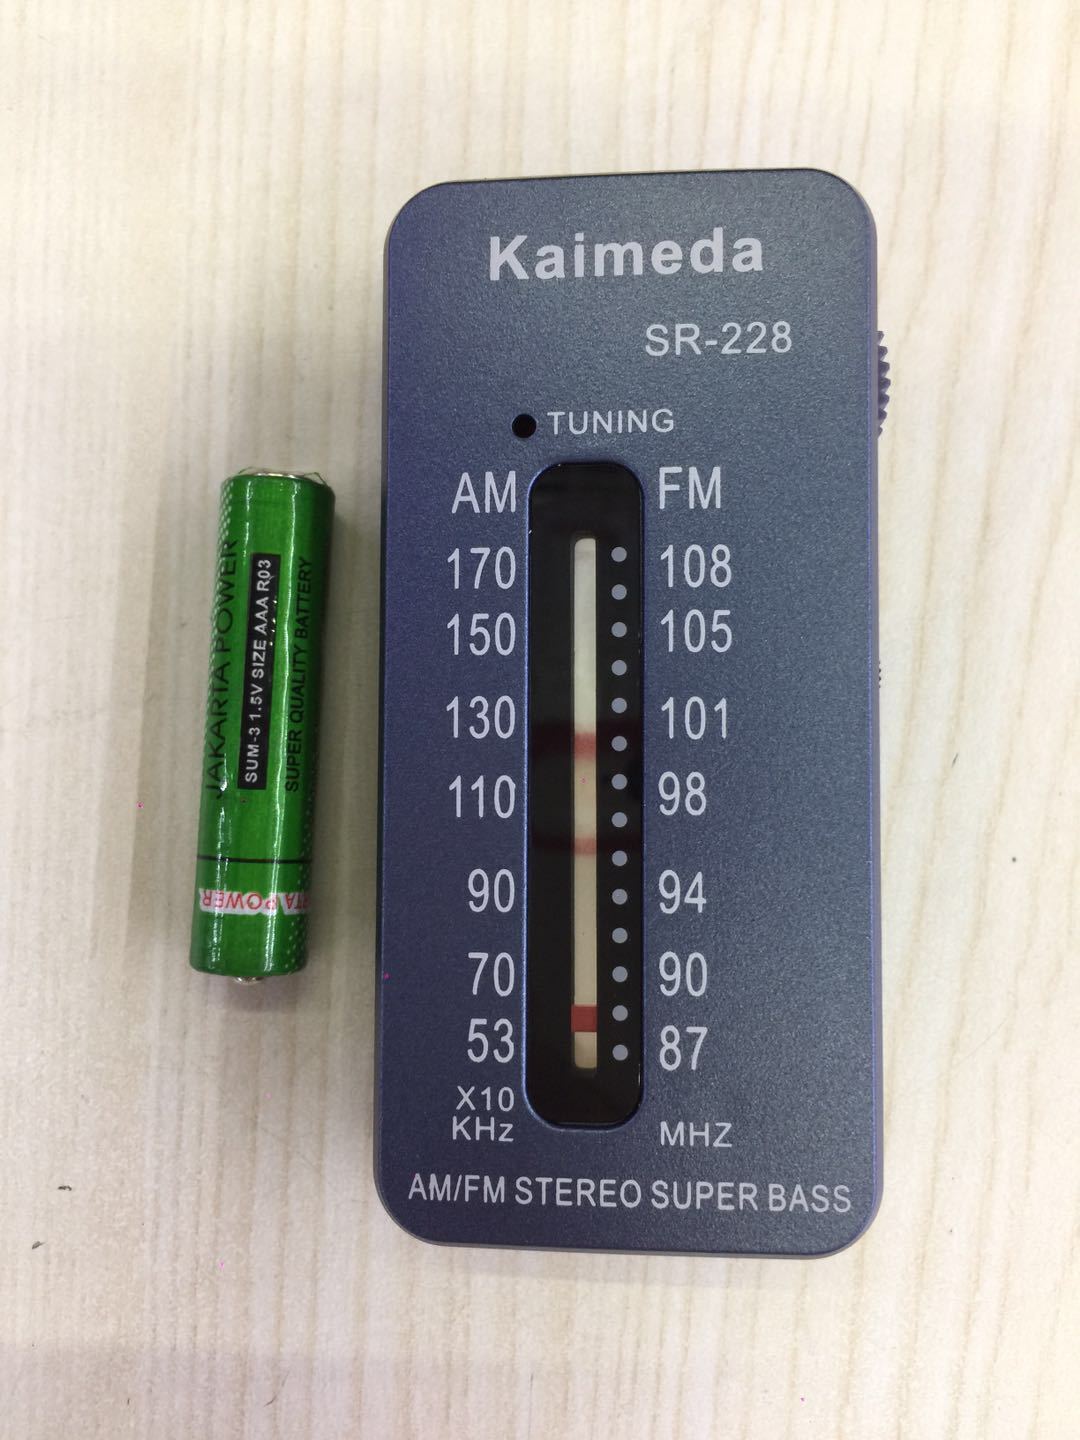 Kaimeda
SR-228
TUNING
AM FM
170 108
150 105
130 101
110 98
90 94
70 90
53 87
X10
KHz MHZ
AM/FM STEREO SUPER BASS
JAKARTA POWER
SUM-3 1.5V SIZE AAA R03
SUPER QUALITY BATTERY
RTA POWER